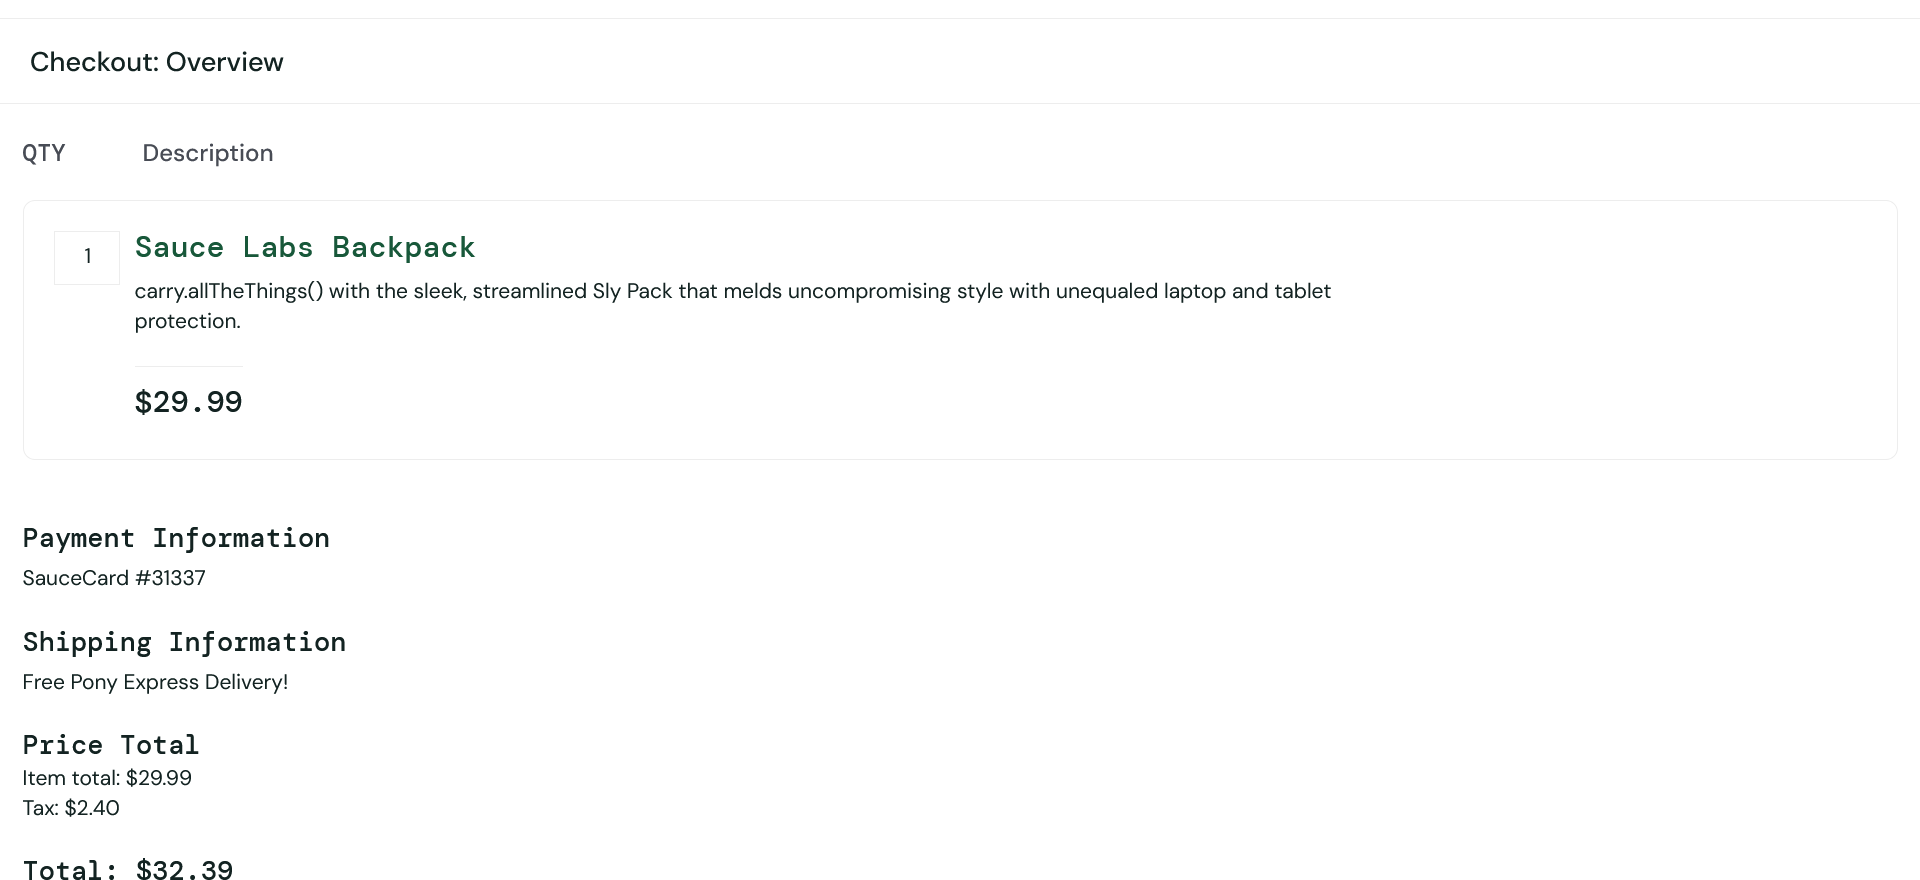 Checkout: Overview
QTY Description
1 Sauce Labs Backpack
carry.allTheThings() with the sleek, streamlined Sly Pack that melds uncompromising style with unequaled laptop and tablet
protection.
$29.99
Payment Information
SauceCard #31337
Shipping Information
Free Pony Express Delivery!
Price Total
Item total: $29.99
Tax: $2.40
Total: $32.39